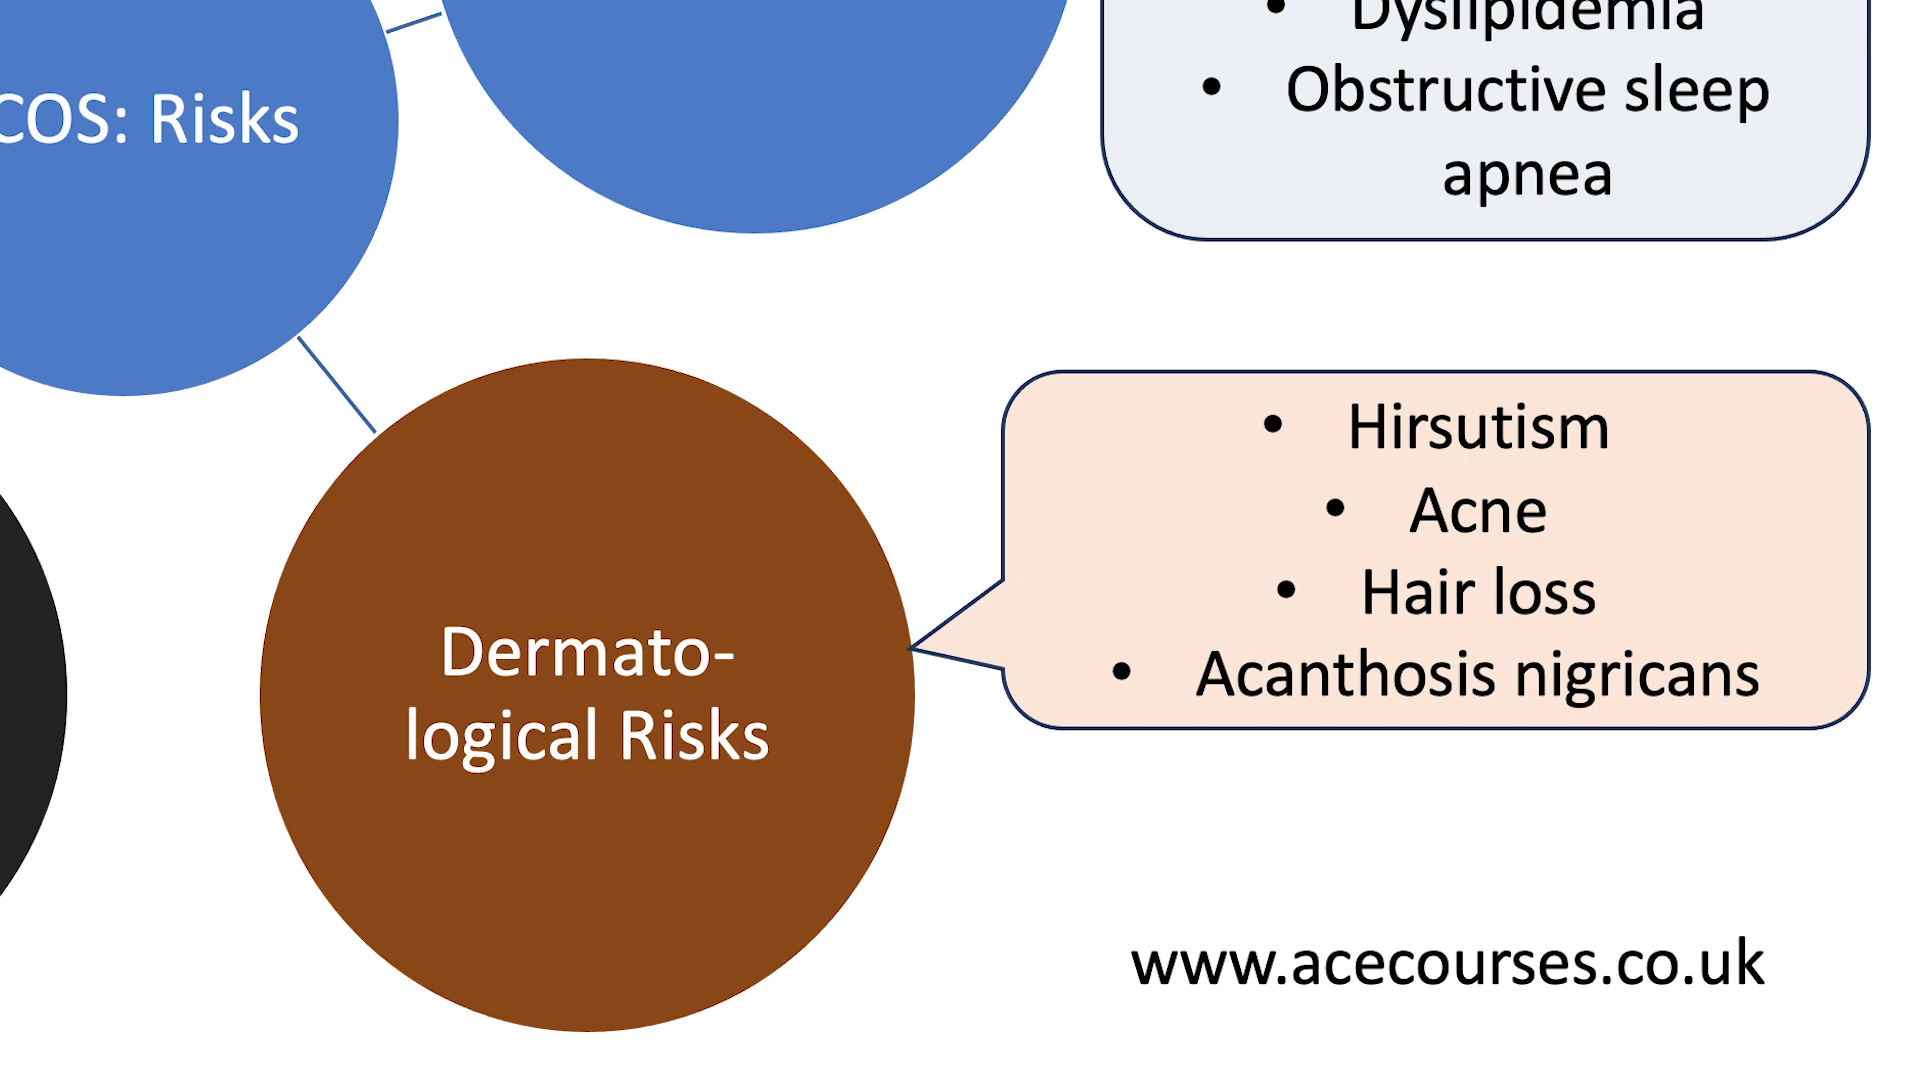 COS: Risks
• Dyslipidemia
• Obstructive sleep
apnea
Dermato-
logical Risks
• Hirsutism
• Acne
• Hair loss
• Acanthosis nigricans
www.acecourses.co.uk